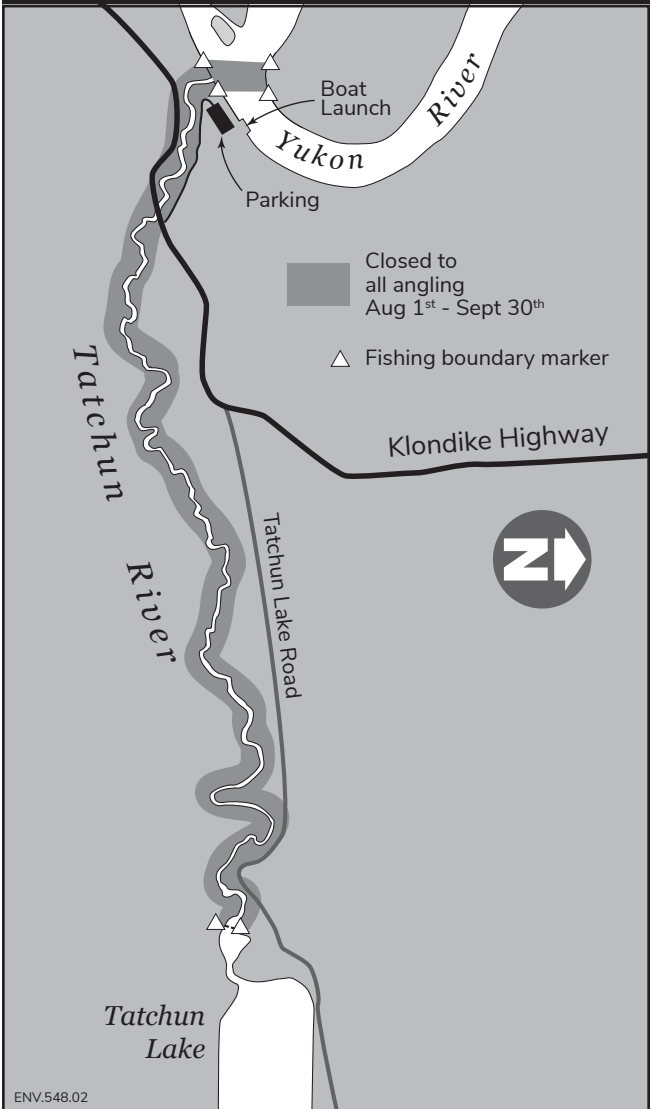 Boat
Launch
River
Yukon
Parking
Closed to
all angling
Aug 1st - Sept 30th
Fishing boundary marker
Tatchun
River
Klondike Highway
Tatchun Lake Road
N
Tatchun
Lake
ENV.548.02